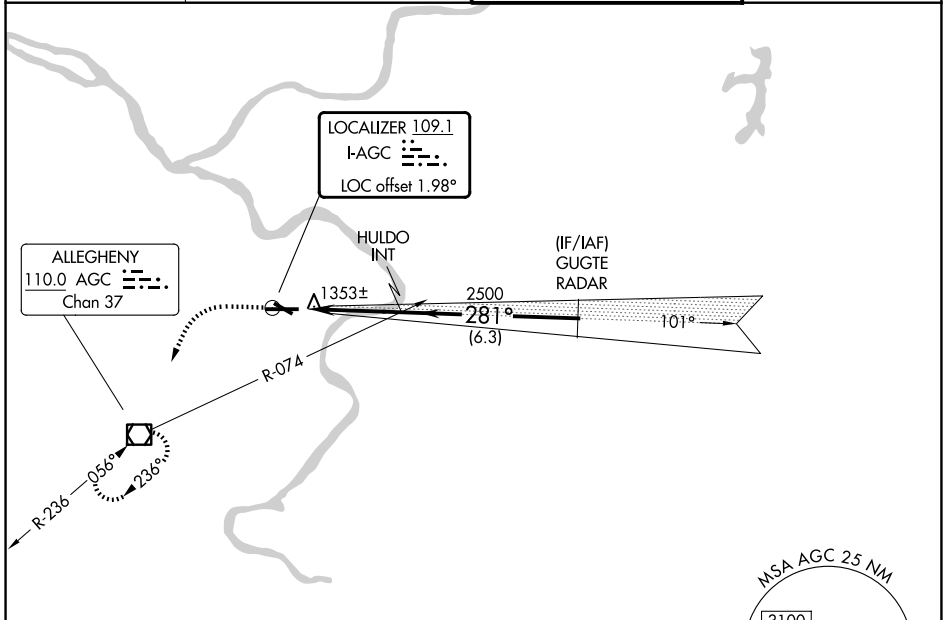 LOCALIZER 109.1
I-AGC
LOC offset 1.98°
HULDO
INT
(IF/IAF)
GUGTE
RADAR
ALLEGHENY
110.0 AGC
Chan 37
1353±
2500
281°
(6.3)
101°
R-074
R-236
056°
236°
MSA AGC 25 NM
3100